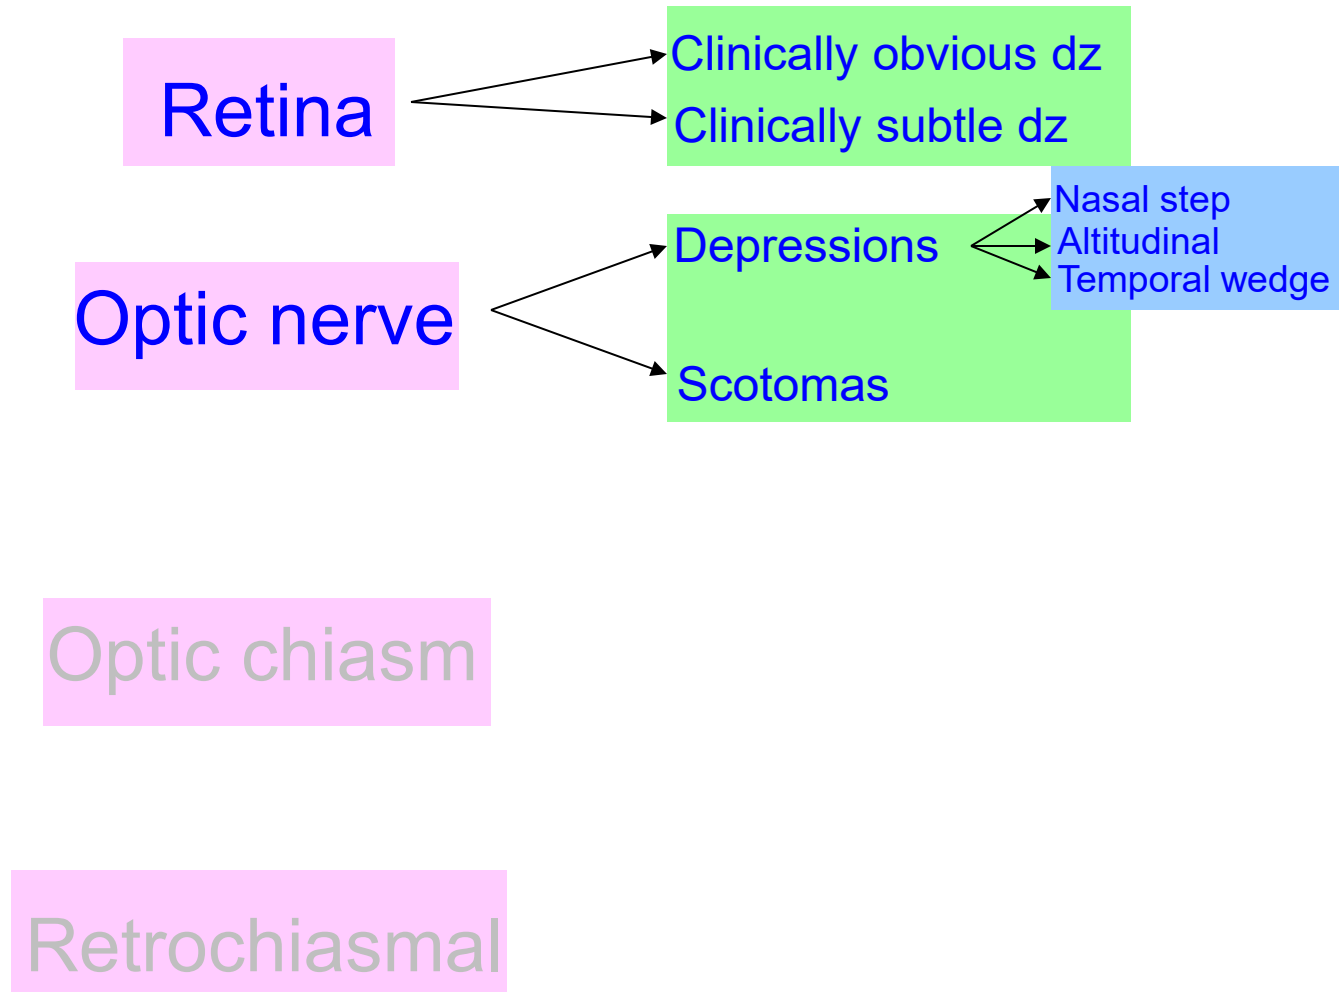 Retina
Clinically obvious dz
Clinically subtle dz
Optic nerve
Depressions
Nasal step
Altitudinal
Temporal wedge
Scotomas
Optic chiasm
Retrochiasmal